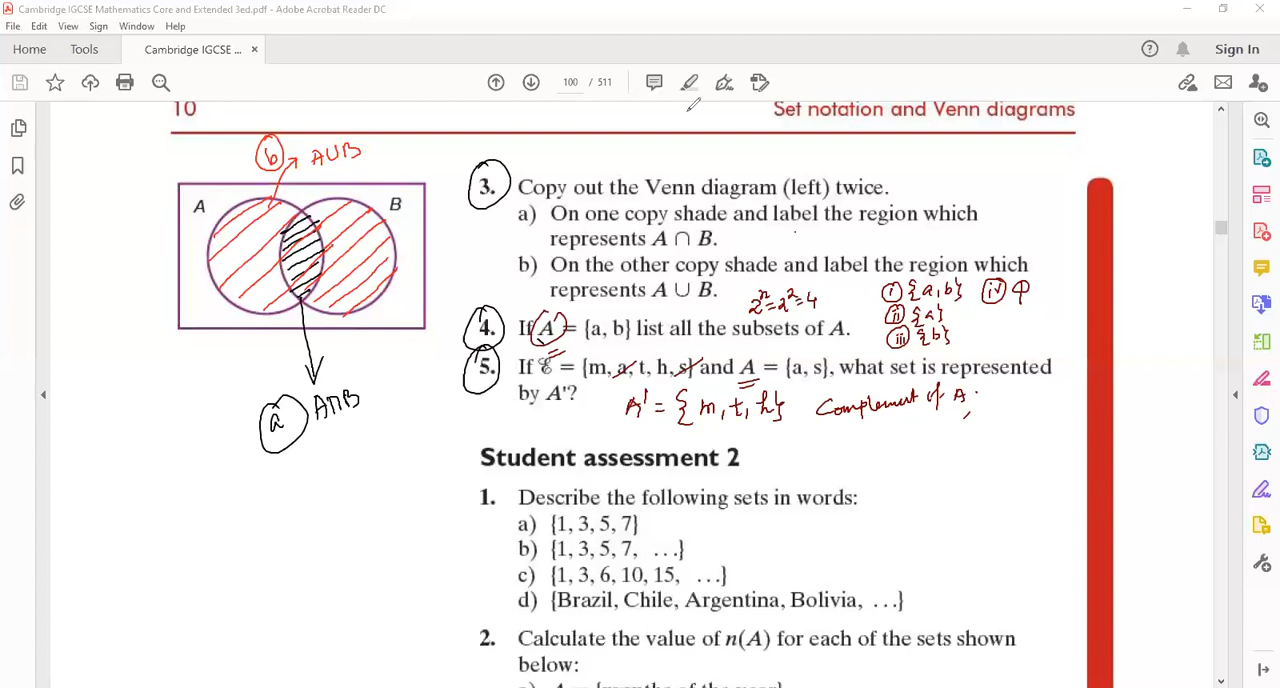 Cambridge IGCSE Mathematics Core and Extended 3ed.pdf - Adobe Acrobat Reader DC
File Edit View Sign Window Help
Home Tools Cambridge IGCSE ... × Sign In
100 / 511
10 Set notation and Venn diagrams
b A∪B
A B
3. Copy out the Venn diagram (left) twice.
a) On one copy shade and label the region which
represents A ∩ B.
b) On the other copy shade and label the region which
represents A ∪ B.
2ⁿ=2²=4
i {a,b} iv Φ
ii {a}
iii {b}
4. If A = {a, b} list all the subsets of A.
5. If ℰ = {m, a, t, h, s} and A = {a, s}, what set is represented
by A'?
A' = {m, t, h} Complement of A
a A∩B
Student assessment 2
1. Describe the following sets in words:
a) {1, 3, 5, 7}
b) {1, 3, 5, 7, ...}
c) {1, 3, 6, 10, 15, ...}
d) {Brazil, Chile, Argentina, Bolivia, ...}
2. Calculate the value of n(A) for each of the sets shown
below:
a) A = {months of the year}